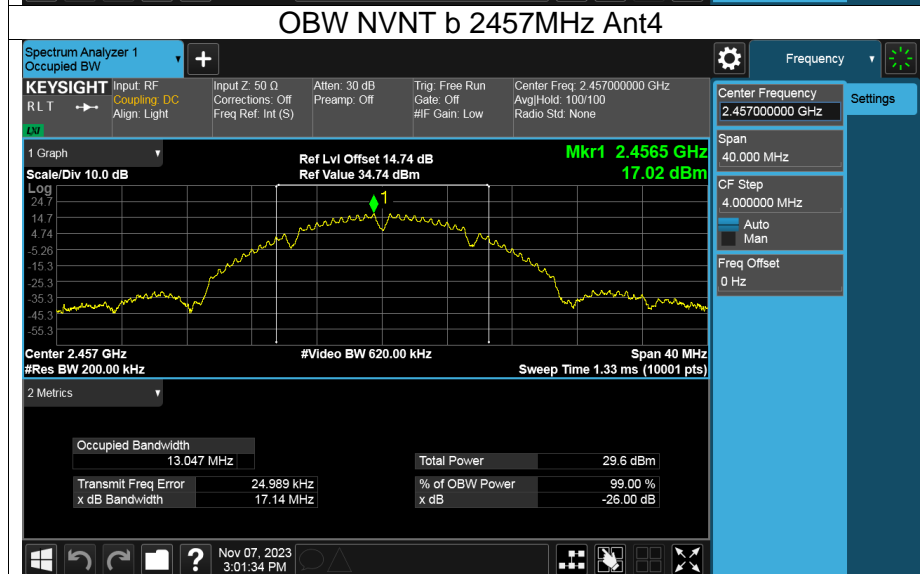 OBW NVNT b 2457MHz Ant4
Spectrum Analyzer 1
Occupied BW
+
Frequency
KEYSIGHT
RLT
LXI
Input: RF
Coupling: DC
Align: Light
Input Z: 50 Ω
Corrections: Off
Freq Ref: Int (S)
Atten: 30 dB
Preamp: Off
Trig: Free Run
Gate: Off
#IF Gain: Low
Center Freq: 2.457000000 GHz
Avg|Hold: 100/100
Radio Std: None
Center Frequency
2.457000000 GHz
Settings
Span
40.000 MHz
CF Step
4.000000 MHz
Auto
Man
Freq Offset
0 Hz
1 Graph
Scale/Div 10.0 dB
Ref Lvl Offset 14.74 dB
Ref Value 34.74 dBm
Mkr1 2.4565 GHz
17.02 dBm
Log
24.7
14.7
4.74
-5.26
-15.3
-25.3
-35.3
-45.3
-55.3
1
Center 2.457 GHz
#Res BW 200.00 kHz
#Video BW 620.00 kHz
Span 40 MHz
Sweep Time 1.33 ms (10001 pts)
2 Metrics
Occupied Bandwidth
13.047 MHz
Total Power 29.6 dBm
Transmit Freq Error 24.989 kHz
% of OBW Power 99.00 %
x dB Bandwidth 17.14 MHz
x dB -26.00 dB
?
Nov 07, 2023
3:01:34 PM